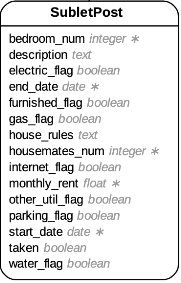 SubletPost
bedroom_num integer ∗
description text
electric_flag boolean
end_date date ∗
furnished_flag boolean
gas_flag boolean
house_rules text
housemates_num integer ∗
internet_flag boolean
monthly_rent float ∗
other_util_flag boolean
parking_flag boolean
start_date date ∗
taken boolean
water_flag boolean